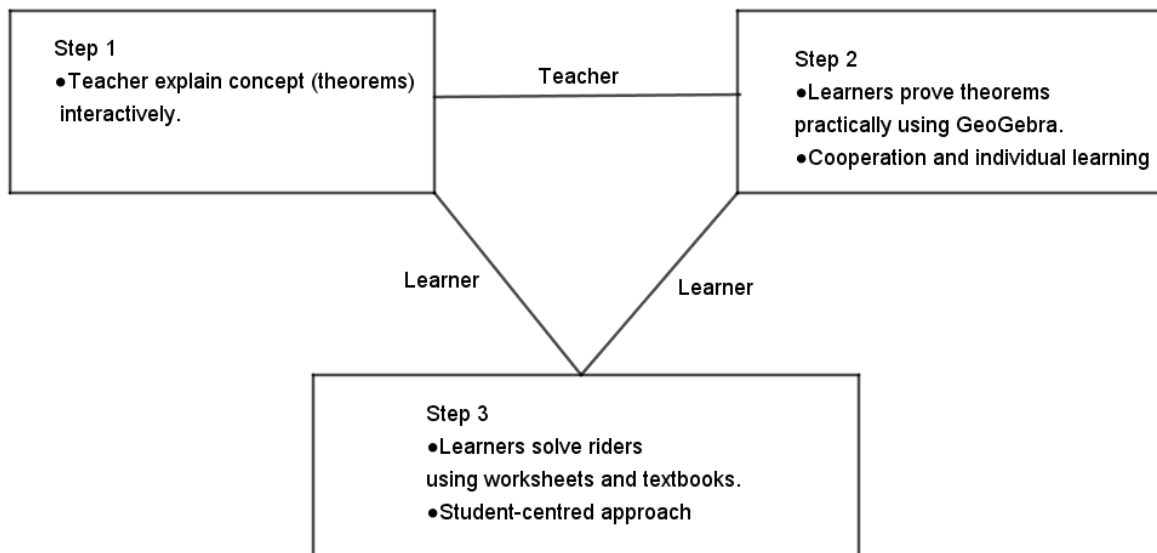 Step 1
●Teacher explain concept (theorems)
interactively.
Teacher
Step 2
●Learners prove theorems
practically using GeoGebra.
●Cooperation and individual learning
Learner
Learner
Step 3
●Learners solve riders
using worksheets and textbooks.
●Student-centred approach